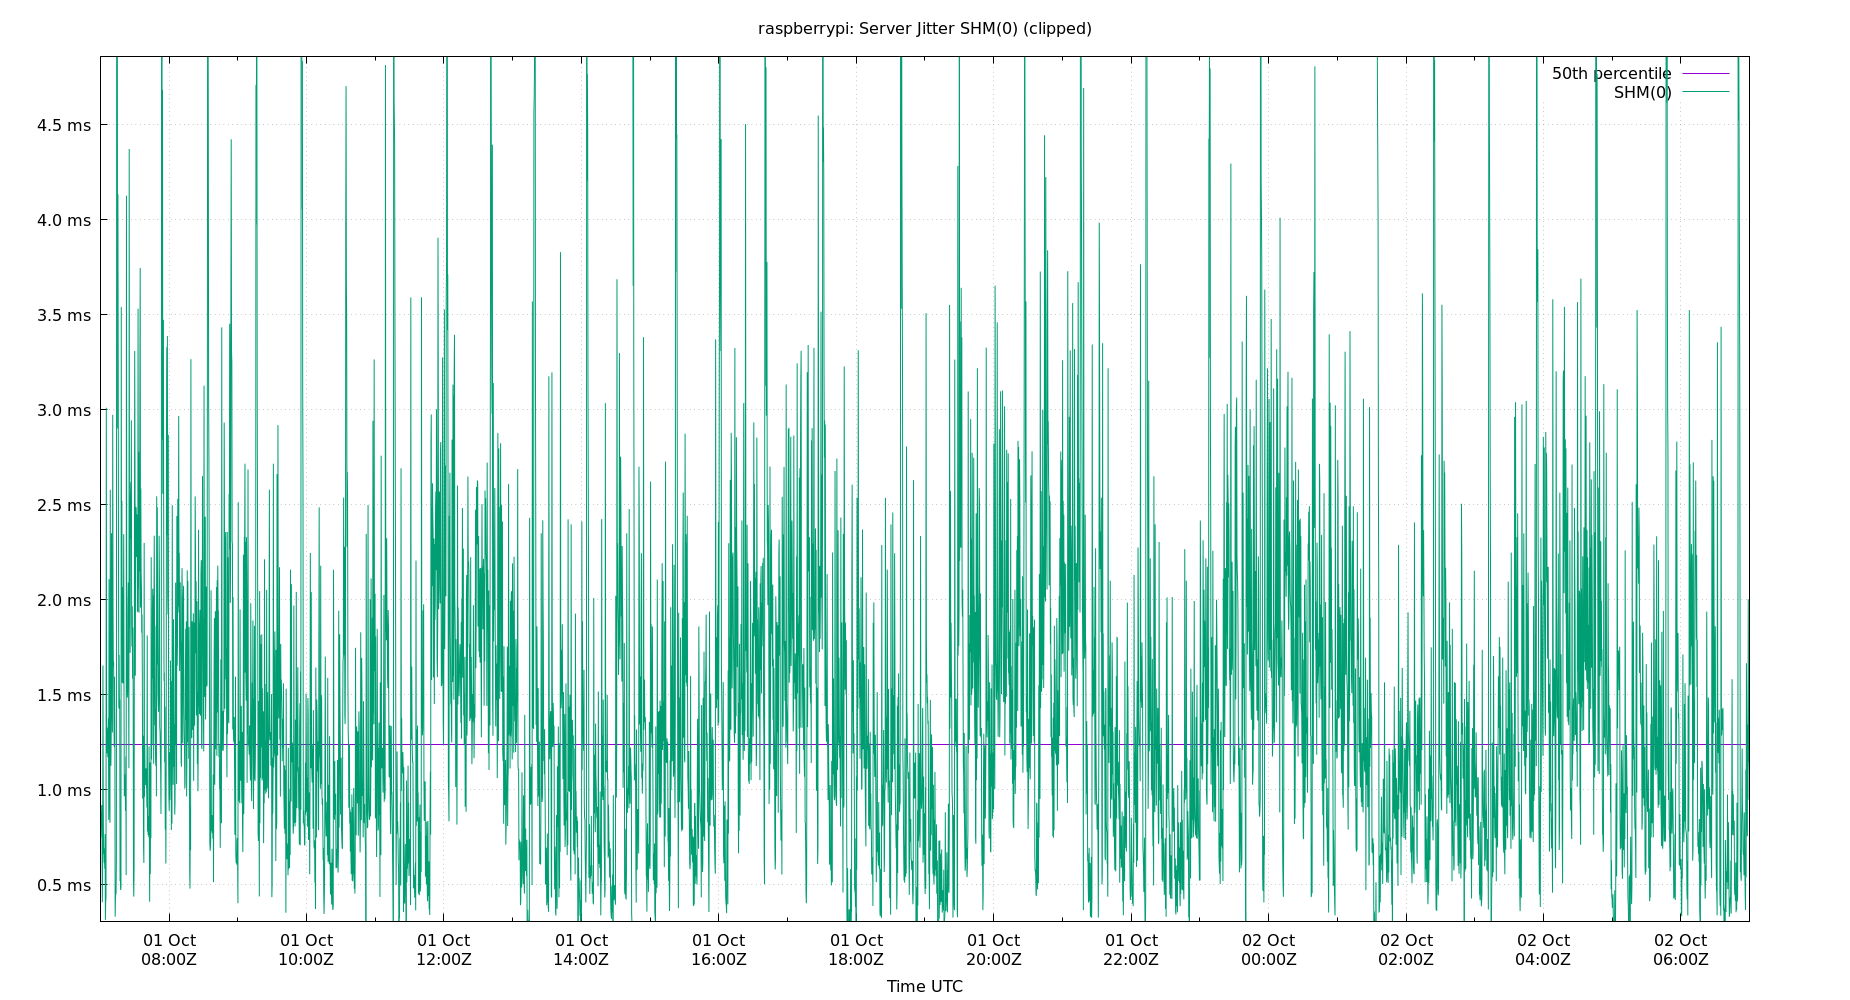 raspberrypi: Server Jitter SHM(0) (clipped)
50th percentile
SHM(0)
4.5 ms
4.0 ms
3.5 ms
3.0 ms
2.5 ms
2.0 ms
1.5 ms
1.0 ms
0.5 ms
01 Oct 01 Oct 01 Oct 01 Oct 01 Oct 01 Oct 01 Oct 01 Oct 02 Oct 02 Oct 02 Oct 02 Oct
08:00Z 10:00Z 12:00Z 14:00Z 16:00Z 18:00Z 20:00Z 22:00Z 00:00Z 02:00Z 04:00Z 06:00Z
Time UTC